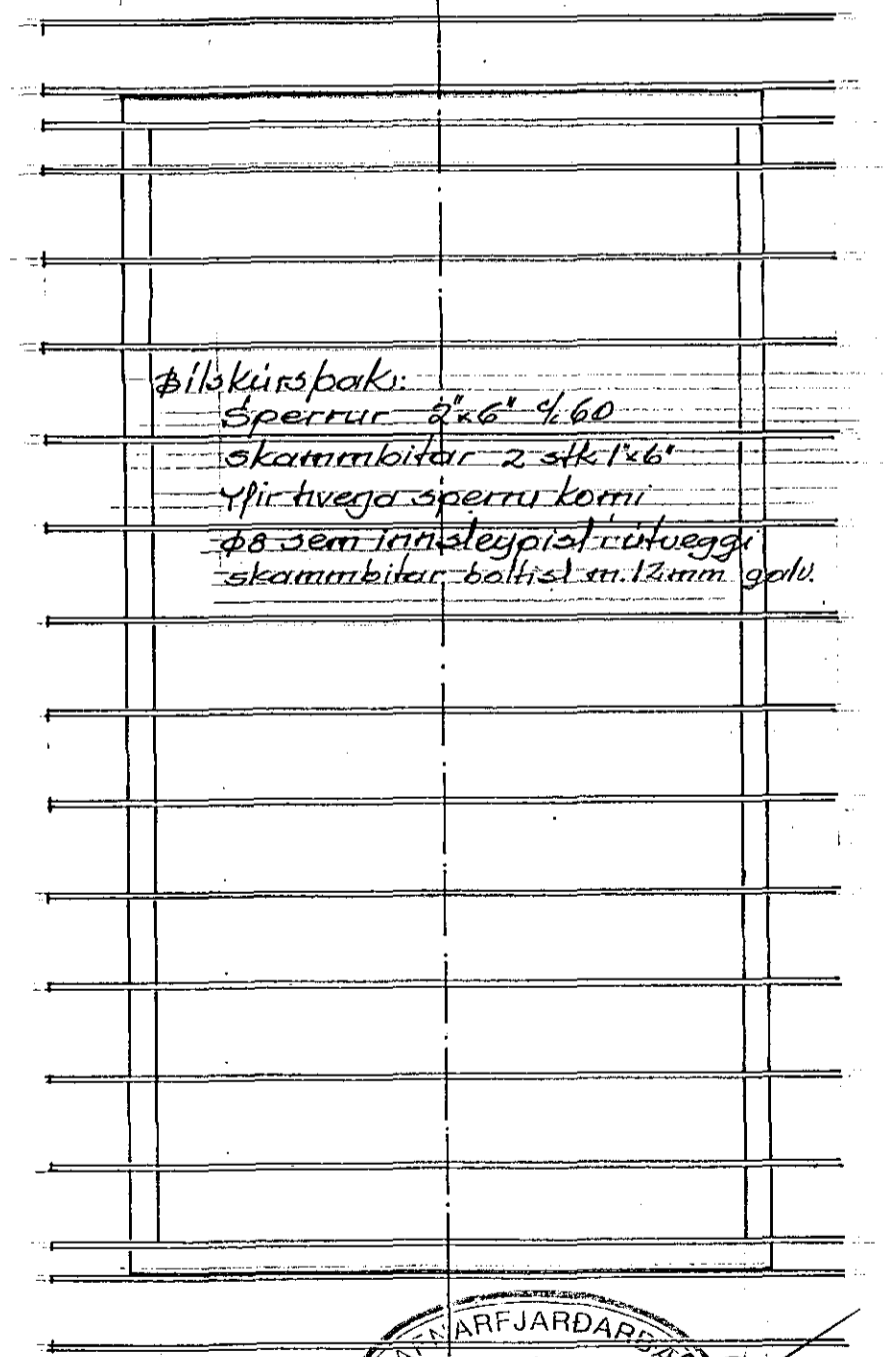 Bílskúrsþak:
Sperrur 2"x6" c/c 60
skammbitar 2 stk 1"x6"
Yfir hverja sperru komi
φ8 sem innsteypist í útveggi
skammbitar boltist m. 12mm galv.
AFNARFJARÐARBÆ